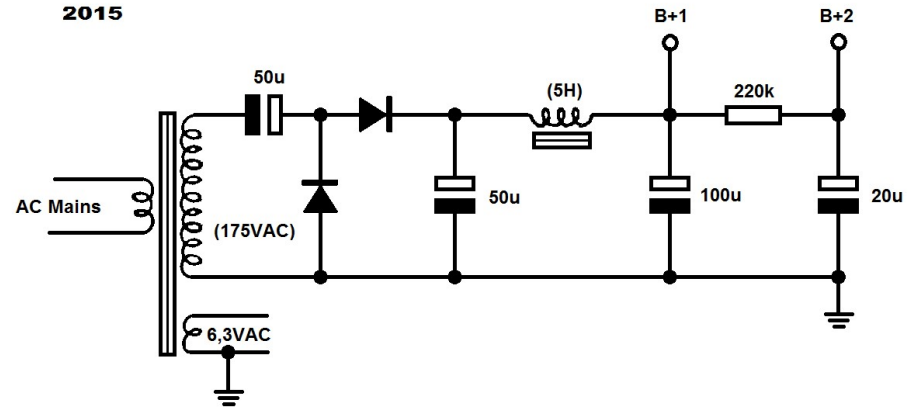 2015
B+1
B+2
50u
(5H)
220k
AC Mains
(175VAC)
50u
100u
20u
6,3VAC